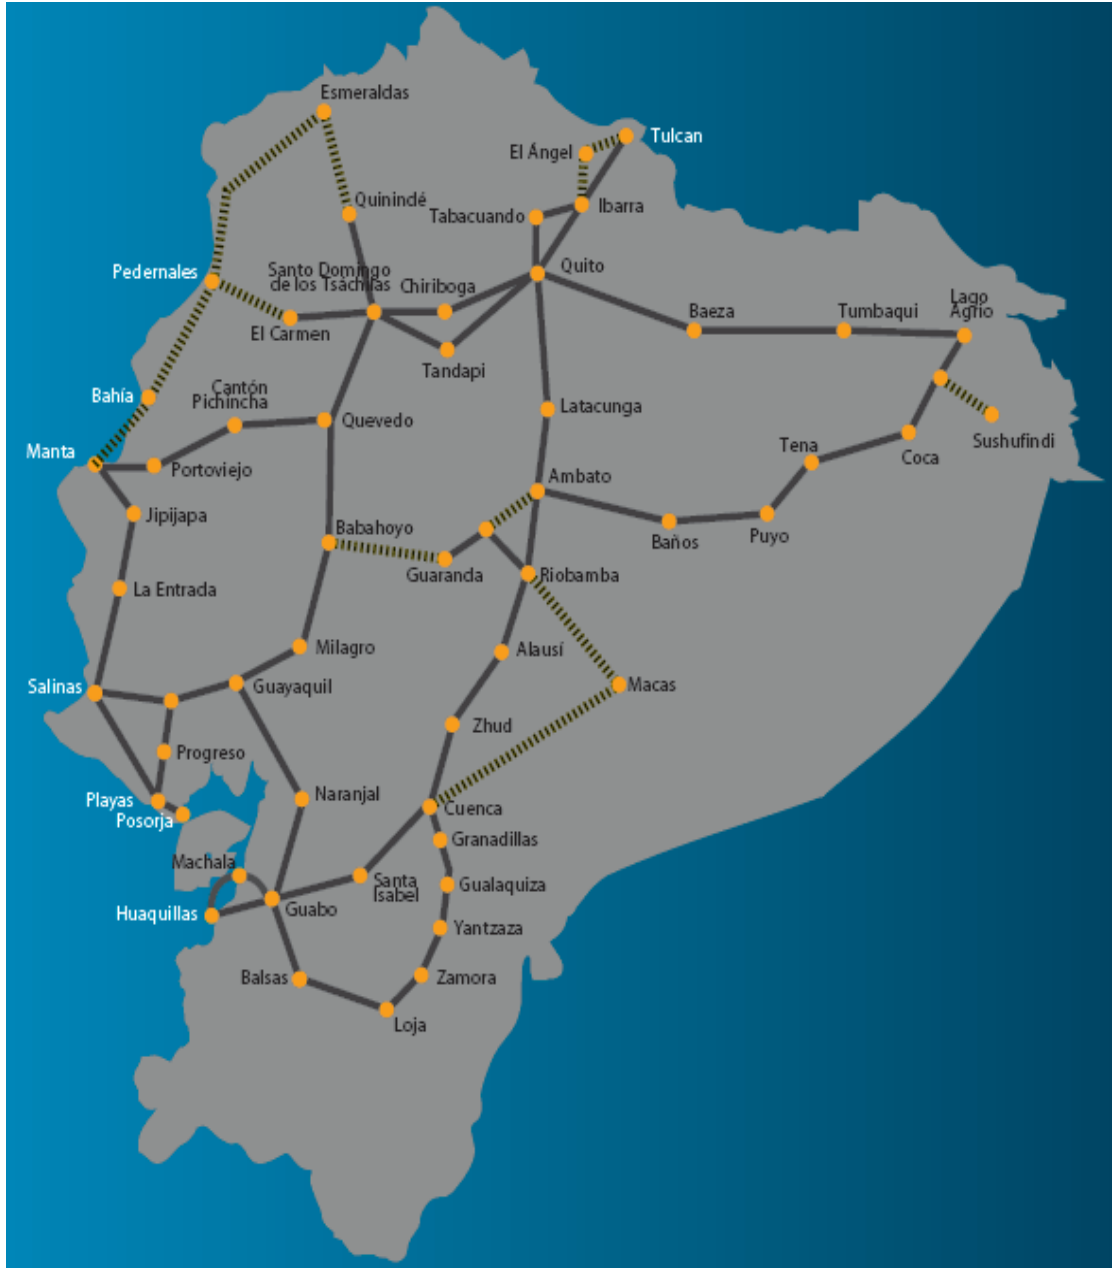 Esmeraldas
Tulcan
El Ángel
Quinindé
Ibarra
Tabacuando
Pedernales
Santo Domingo
de los Tsáchilas
Quito
Chiriboga
Lago
Agrio
Baeza
Tumbaqui
El Carmen
Tandapi
Bahía
Cantón
Pichincha
Latacunga
Quevedo
Manta
Portoviejo
Sushufindi
Tena
Coca
Ambato
Jipijapa
Babahoyo
Baños
Puyo
Guaranda
Riobamba
La Entrada
Milagro
Alausí
Salinas
Guayaquil
Macas
Zhud
Progreso
Playas
Posorja
Naranjal
Cuenca
Granadillas
Machala
Santa
Isabel
Gualaquiza
Huaquillas
Guabo
Yantzaza
Balsas
Zamora
Loja